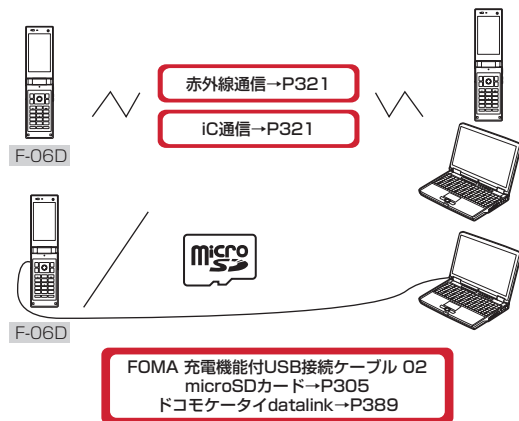 赤外線通信→P321
iC通信→P321
F-06D
micro
SD
F-06D
FOMA 充電機能付USB接続ケーブル 02
microSDカード→P305
ドコモケータイdatalink→P389